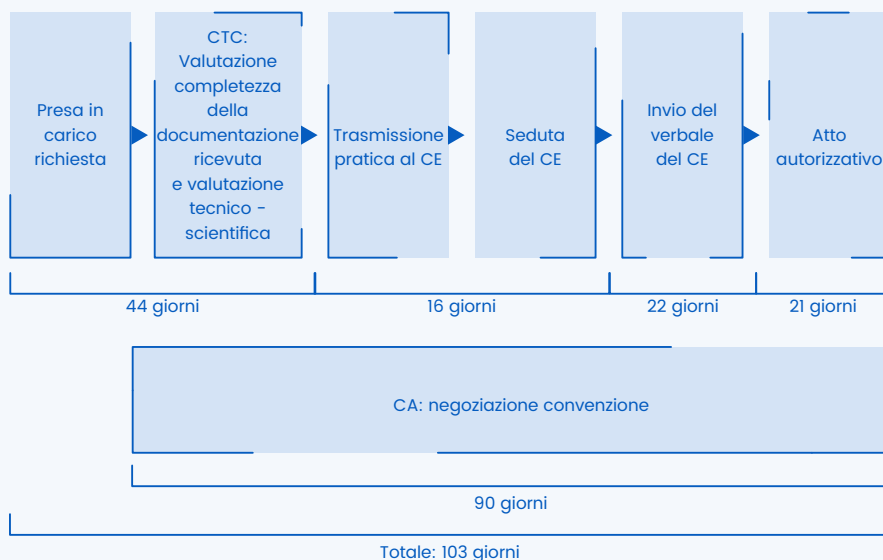 Presa in
carico
richiesta
CTC:
Valutazione
completezza
della
documentazione
ricevuta
e valutazione
tecnico -
scientifica
Trasmissione
pratica al CE
Seduta
del CE
Invio del
verbale
del CE
Atto
autorizzativo
44 giorni
16 giorni
22 giorni
21 giorni
CA: negoziazione convenzione
90 giorni
Totale: 103 giorni